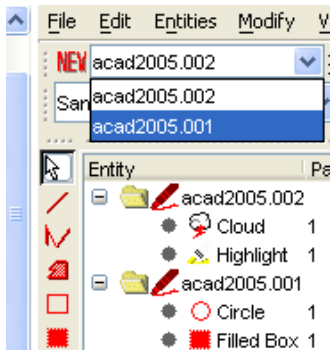 File Edit Entities Modify V
NEW acad2005.002
San acad2005.002
acad2005.001
Entity Pa
acad2005.002
Cloud 1
Highlight 1
acad2005.001
Circle 1
Filled Box 1